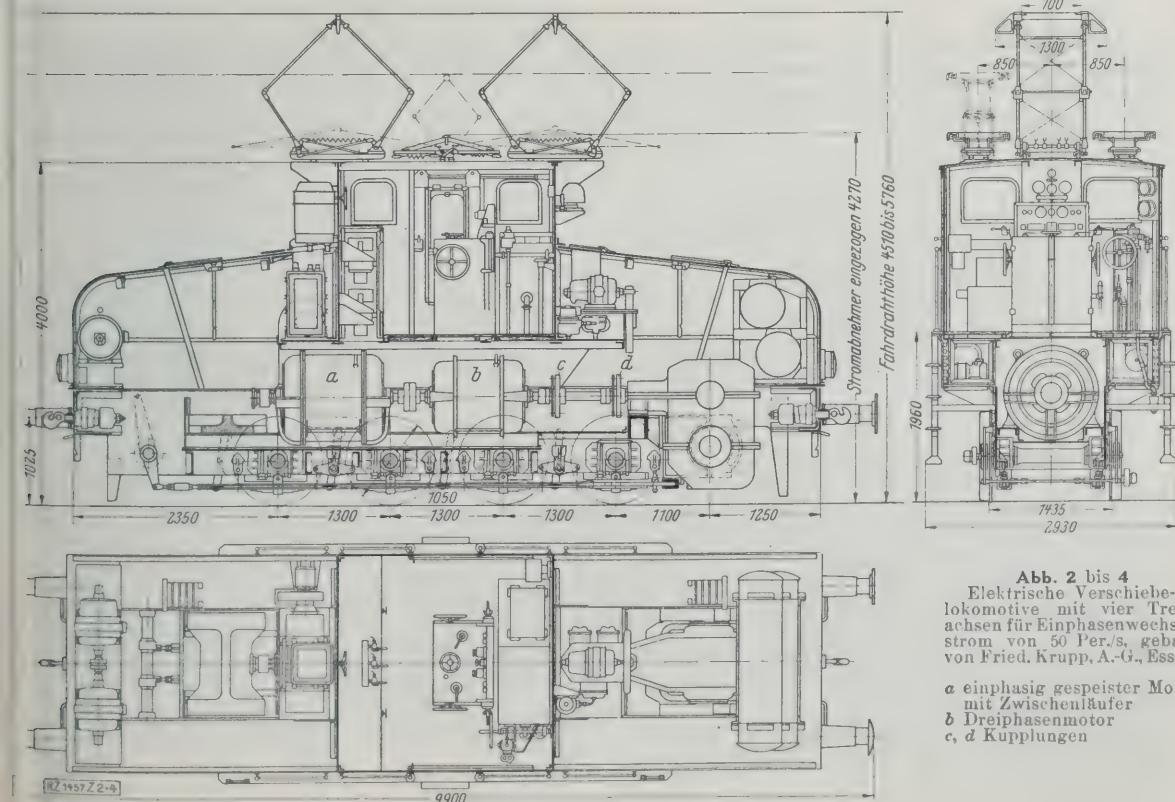 700
1300
850
850
4000
1025
a
b
c
d
Stromabnehmer eingezogen 4270
Fahrdrahthöhe 4510 bis 5760
1960
1050
2350
1300
1300
1300
1100
1250
1435
2930
9900
RZ 1457 Z 2-4
Abb. 2 bis 4
Elektrische Verschiebe-
lokomotive mit vier Tre
achsen für Einphasenwechs
strom von 50 Per./s, geba
von Fried. Krupp, A.-G., Ess
a einphasig gespeister Mo
mit Zwischenläufer
b Dreiphasenmotor
c, d Kupplungen